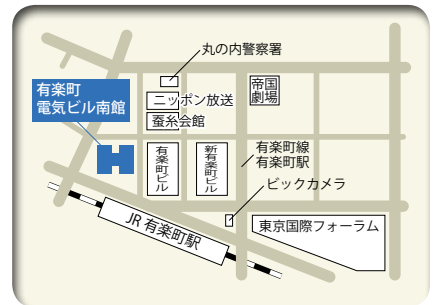 丸の内警察署
有楽町
電気ビル南館
帝国
劇場
ニッポン放送
蚕糸会館
有楽町ビル
新有楽町ビル
有楽町線
有楽町駅
ビックカメラ
JR 有楽町駅
東京国際フォーラム